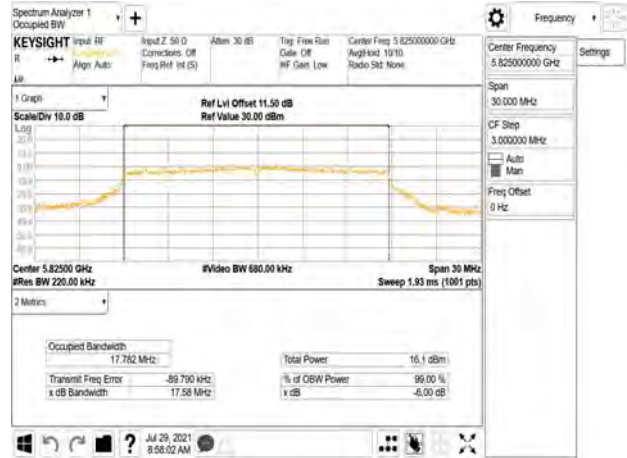 Spectrum Analyzer 1
Occupied BW
Frequency
KEYSIGHT Input: RF
Input Z: 50 Ω
Atten: 30 dB
Trig: Free Run
Center Freq: 5.825000000 GHz
R
Corrections: Off
Gate: Off
Avg|Hold: 10/10
Align: Auto
Freq Ref: Int (S)
#IF Gain: Low
Radio Std: None
Center Frequency
5.825000000 GHz
Settings
Span
30.000 MHz
CF Step
3.000000 MHz
Auto
Man
Freq Offset
0 Hz
1 Graph
Ref Lvl Offset 11.50 dB
Scale/Div 10.0 dB
Ref Value 30.00 dBm
Log
Center 5.82500 GHz
#Video BW 680.00 kHz
Span 30 MHz
#Res BW 220.00 kHz
Sweep 1.93 ms (1001 pts)
2 Metrics
Occupied Bandwidth
17.782 MHz
Total Power
16.1 dBm
Transmit Freq Error
-89.790 kHz
% of OBW Power
99.00 %
x dB Bandwidth
17.58 MHz
x dB
-6.00 dB
?
Jul 29, 2021
8:58:02 AM